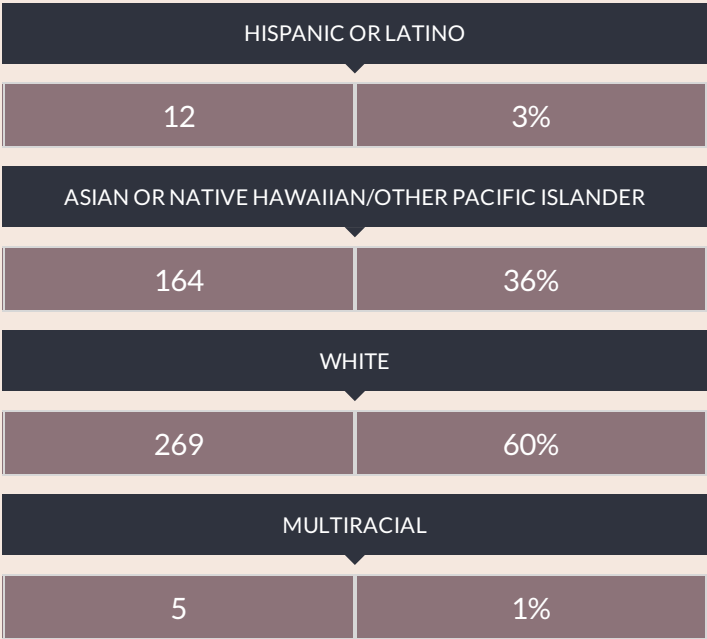 HISPANIC OR LATINO
12 3%
ASIAN OR NATIVE HAWAIIAN/OTHER PACIFIC ISLANDER
164 36%
WHITE
269 60%
MULTIRACIAL
5 1%